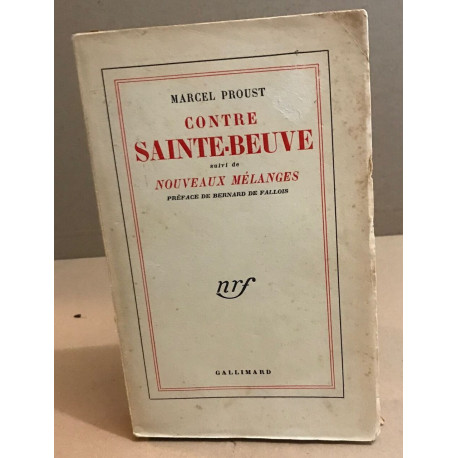 MARCEL PROUST
CONTRE
SAINTE-BEUVE
suivi de
NOUVEAUX MÉLANGES
PRÉFACE DE BERNARD DE FALLOIS
nrf
GALLIMARD